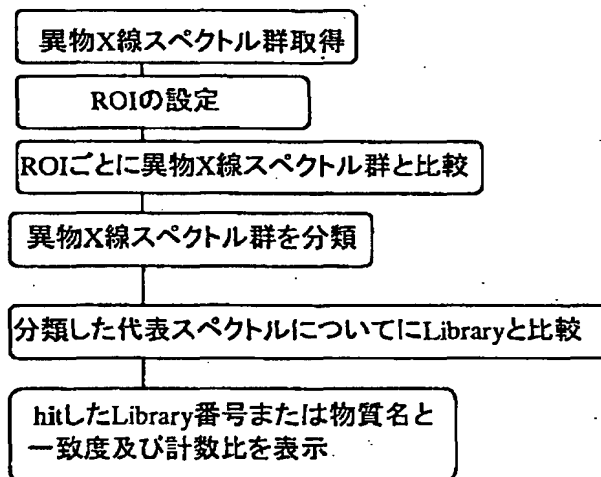 異物X線スペクトル群取得
ROIの設定
ROIごとに異物X線スペクトル群と比較
異物X線スペクトル群を分類
分類した代表スペクトルについてにLibraryと比較
hitしたLibrary番号または物質名と
一致度及び計数比を表示